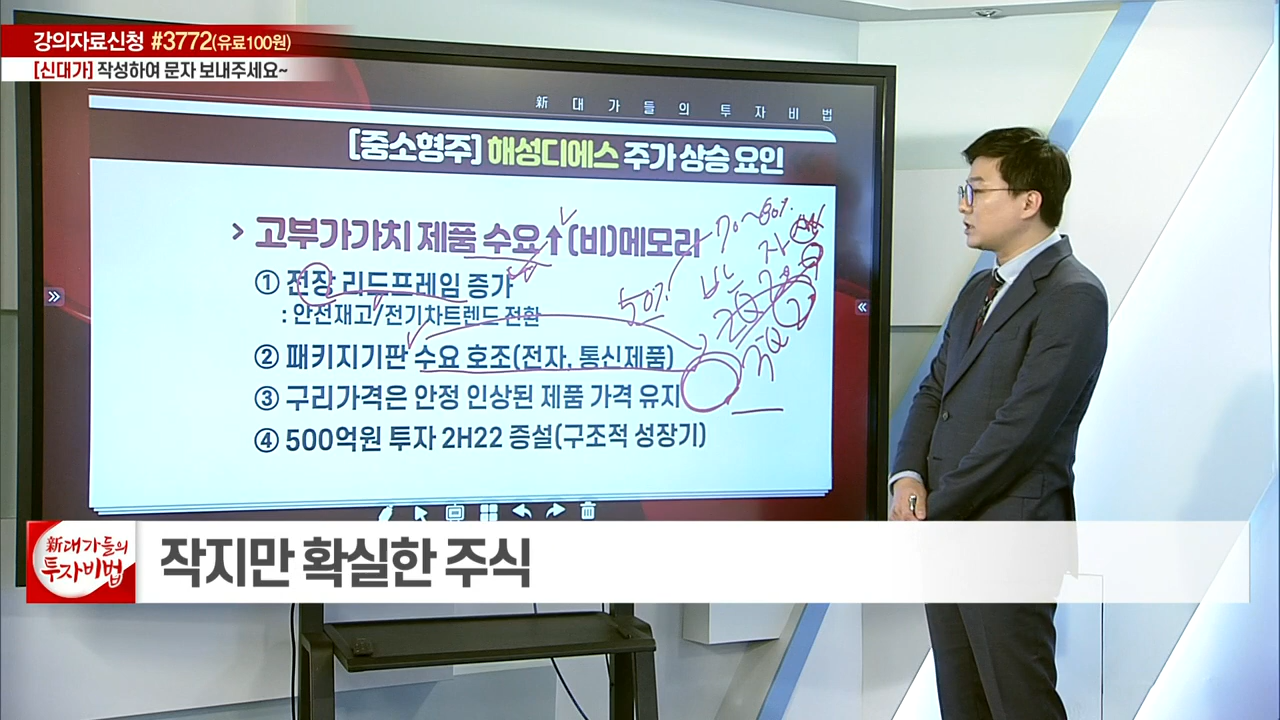 강의자료신청 #3772(유료100원)
[신대가] 작성하여 문자 보내주세요~
新대가들의 투자비법
[중소형주] 해성디에스 주가 상승 요인
> 고부가가치 제품 수요↑ (비)메모리
70~80%
① 전장 리드프레임 증가
50%
: 안전재고/전기차트렌드 전환
② 패키지기판 수요 호조(전자, 통신제품)
③ 구리가격은 안정 인상된 제품 가격 유지
④ 500억원 투자 2H22 증설(구조적 성장기)
新대가들의
투자비법
작지만 확실한 주식